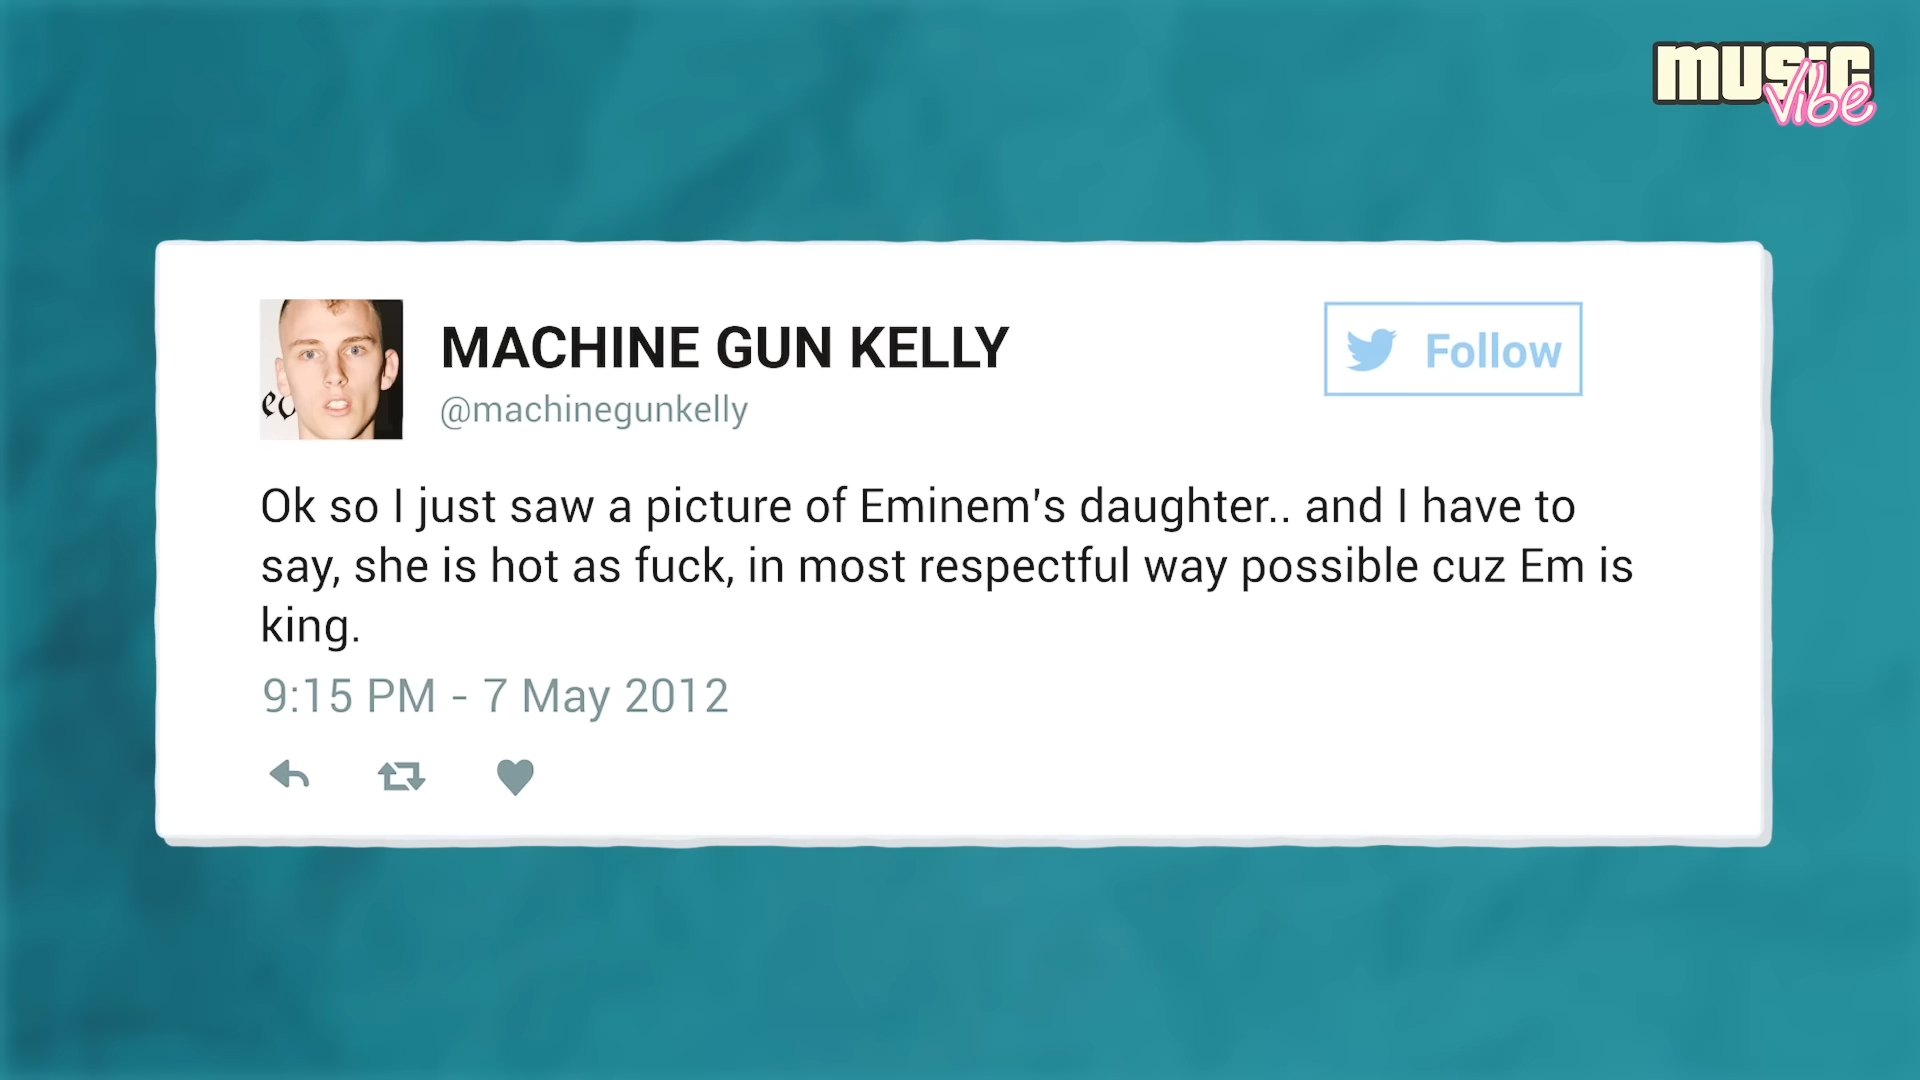 MUSIC
Vibe
MACHINE GUN KELLY
@machinegunkelly
Follow
Ok so I just saw a picture of Eminem's daughter.. and I have to
say, she is hot as fuck, in most respectful way possible cuz Em is
king.
9:15 PM - 7 May 2012